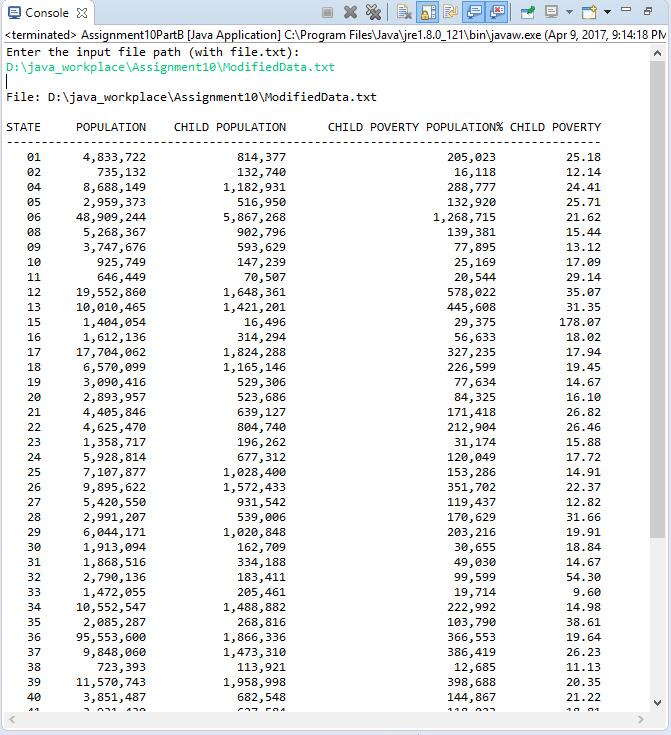 Console
<terminated> Assignment10PartB [Java Application] C:\Program Files\Java\jre1.8.0_121\bin\javaw.exe (Apr 9, 2017, 9:14:18 PM
Enter the input file path (with file.txt):
D:\java_workplace\Assignment10\ModifiedData.txt
File: D:\java_workplace\Assignment10\ModifiedData.txt
STATE POPULATION CHILD POPULATION CHILD POVERTY POPULATION% CHILD POVERTY
01 4,833,722 814,377 205,023 25.18
02 735,132 132,740 16,118 12.14
04 8,688,149 1,182,931 288,777 24.41
05 2,959,373 516,950 132,920 25.71
06 48,909,244 5,867,268 1,268,715 21.62
08 5,268,367 902,796 139,381 15.44
09 3,747,676 593,629 77,895 13.12
10 925,749 147,239 25,169 17.09
11 646,449 70,507 20,544 29.14
12 19,552,860 1,648,361 578,022 35.07
13 10,010,465 1,421,201 445,608 31.35
15 1,404,054 16,496 29,375 178.07
16 1,612,136 314,294 56,633 18.02
17 17,704,062 1,824,288 327,235 17.94
18 6,570,099 1,165,146 226,599 19.45
19 3,090,416 529,306 77,634 14.67
20 2,893,957 523,686 84,325 16.10
21 4,405,846 639,127 171,418 26.82
22 4,625,470 804,740 212,904 26.46
23 1,358,717 196,262 31,174 15.88
24 5,928,814 677,312 120,049 17.72
25 7,107,877 1,028,400 153,286 14.91
26 9,895,622 1,572,433 351,702 22.37
27 5,420,550 931,542 119,437 12.82
28 2,991,207 539,006 170,629 31.66
29 6,044,171 1,020,848 203,216 19.91
30 1,913,094 162,709 30,655 18.84
31 1,868,516 334,188 49,030 14.67
32 2,790,136 183,411 99,599 54.30
33 1,472,055 205,461 19,714 9.60
34 10,552,547 1,488,882 222,992 14.98
35 2,085,287 268,816 103,790 38.61
36 95,553,600 1,866,336 366,553 19.64
37 9,848,060 1,473,310 386,419 26.23
38 723,393 113,921 12,685 11.13
39 11,570,743 1,958,998 398,688 20.35
40 3,851,487 682,548 144,867 21.22